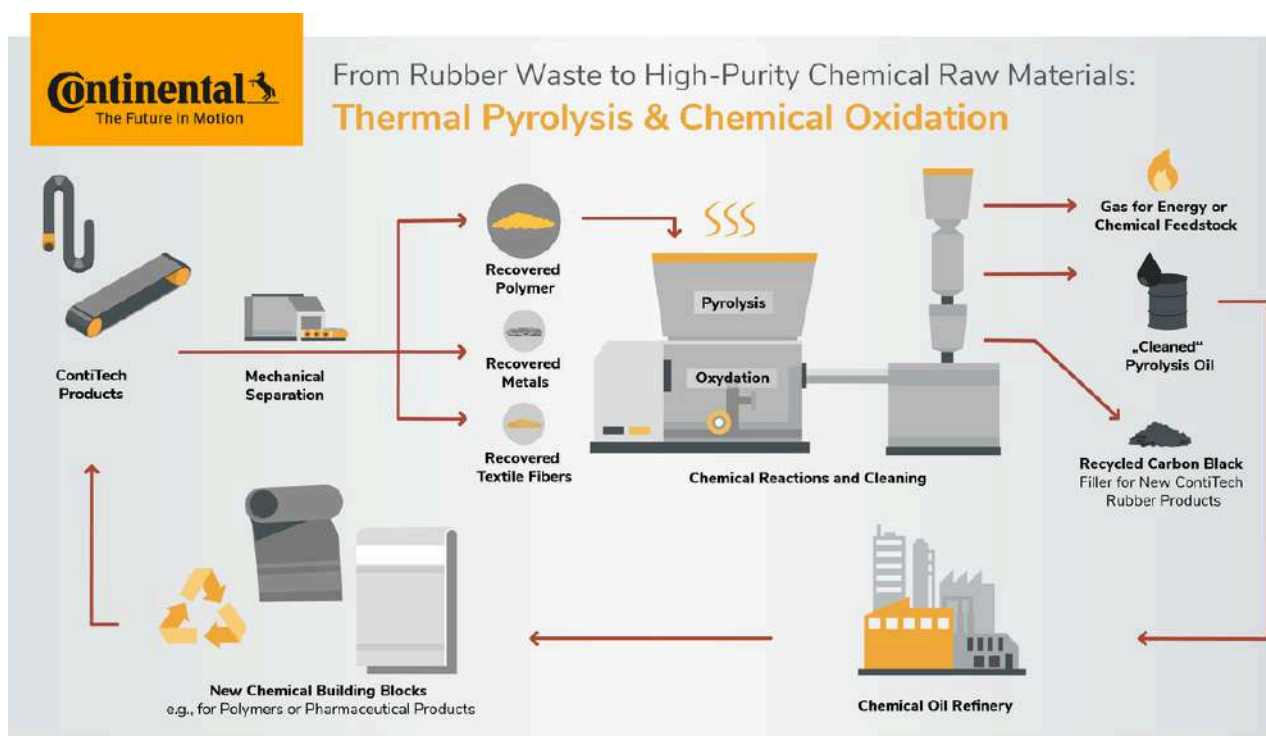 Continental
The Future in Motion
From Rubber Waste to High-Purity Chemical Raw Materials:
Thermal Pyrolysis & Chemical Oxidation
ContiTech
Products
Mechanical
Separation
Recovered
Polymer
Recovered
Metals
Recovered
Textile Fibers
Pyrolysis
Oxydation
Chemical Reactions and Cleaning
Gas for Energy or
Chemical Feedstock
„Cleaned“
Pyrolysis Oil
Recycled Carbon Black
Filler for New ContiTech
Rubber Products
Chemical Oil Refinery
New Chemical Building Blocks
e.g., for Polymers or Pharmaceutical Products